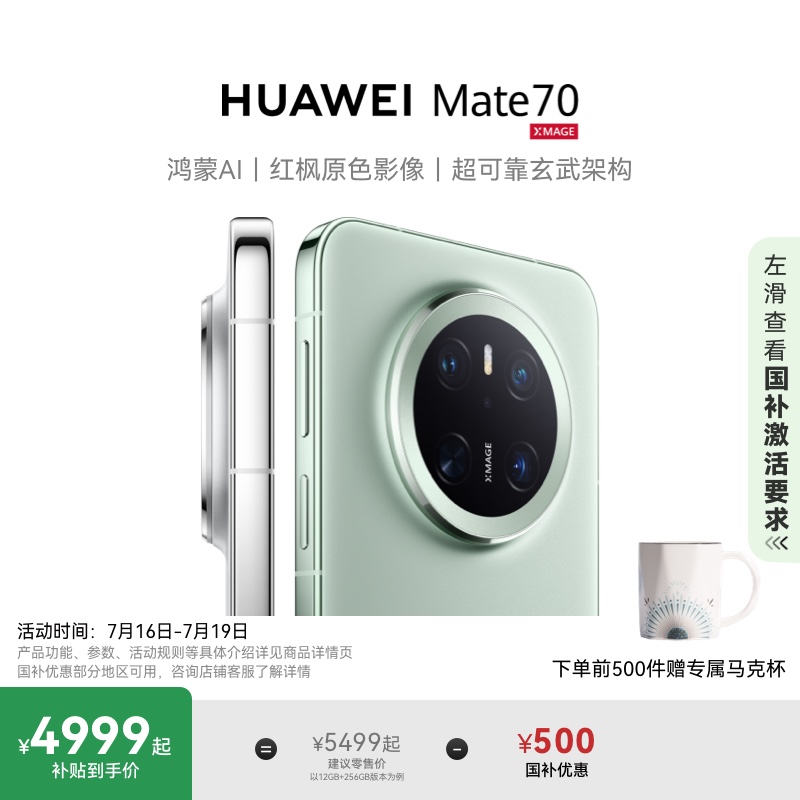 HUAWEI Mate70
XMAGE
鸿蒙AI | 红枫原色影像 | 超可靠玄武架构
XMAGE
左滑查看国补激活要求
活动时间：7月16日-7月19日
产品功能、参数、活动规则等具体介绍详见商品详情页
国补优惠部分地区可用，咨询店铺客服了解详情
下单前500件赠专属马克杯
¥4999起
补贴到手价
=
¥5499起
建议零售价
以12GB+256GB版本为例
-
¥500
国补优惠